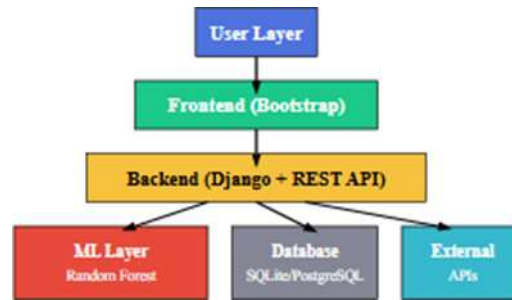 User Layer
Frontend (Bootstrap)
Backend (Django + REST API)
ML Layer
Random Forest
Database
SQLite/PostgreSQL
External
APIs